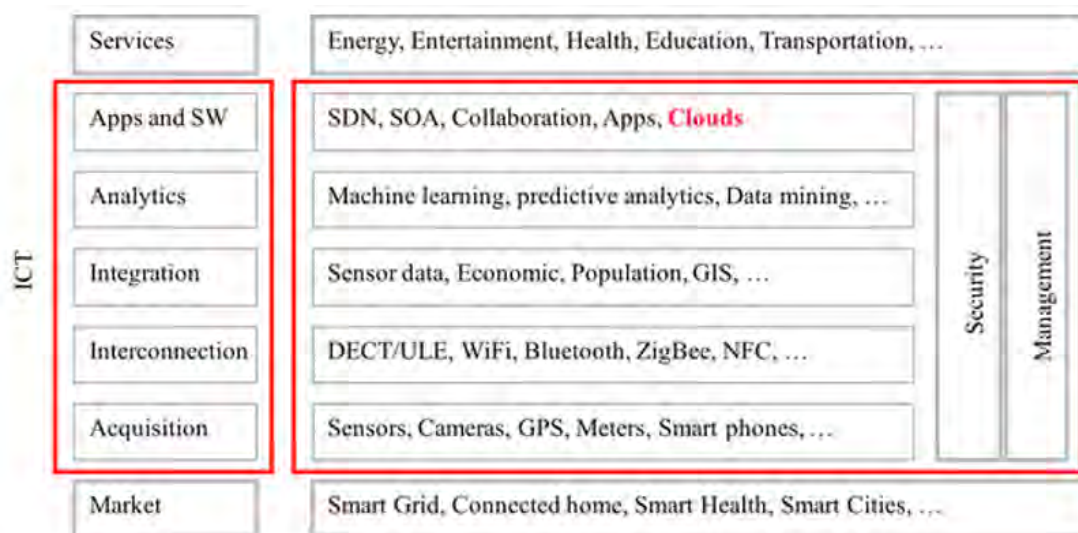 Services
Energy, Entertainment, Health, Education, Transportation, …
Apps and SW
SDN, SOA, Collaboration, Apps, Clouds
Analytics
Machine learning, predictive analytics, Data mining, …
Integration
Sensor data, Economic, Population, GIS, …
Interconnection
DECT/ULE, WiFi, Bluetooth, ZigBee, NFC, …
Acquisition
Sensors, Cameras, GPS, Meters, Smart phones, …
Market
Smart Grid, Connected home, Smart Health, Smart Cities, …
ICT
Security
Management